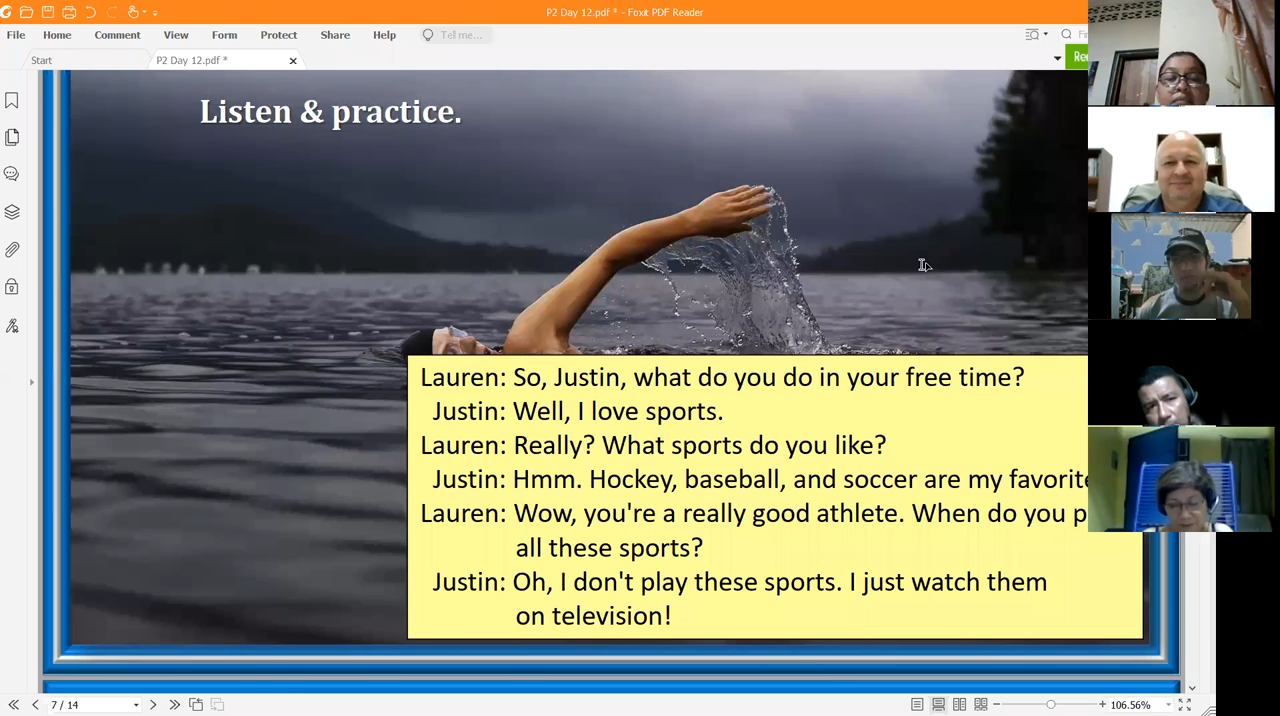 P2 Day 12.pdf * - Foxit PDF Reader
File Home Comment View Form Protect Share Help Tell me...
Start P2 Day 12.pdf *
Listen & practice.
Lauren: So, Justin, what do you do in your free time?
Justin: Well, I love sports.
Lauren: Really? What sports do you like?
Justin: Hmm. Hockey, baseball, and soccer are my favorite
Lauren: Wow, you're a really good athlete. When do you p
all these sports?
Justin: Oh, I don't play these sports. I just watch them
on television!
7 / 14 106.56%